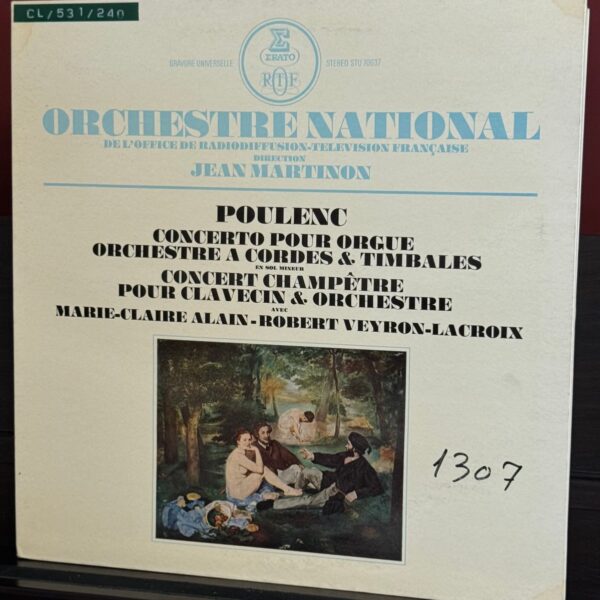 CL/531/240
GRAVURE UNIVERSELLE
Σ
ERATO
STEREO STU 70637
RTF
ORCHESTRE NATIONAL
DE L'OFFICE DE RADIODIFFUSION-TELEVISION FRANÇAISE
DIRECTION
JEAN MARTINON
POULENC
CONCERTO POUR ORGUE
ORCHESTRE A CORDES & TIMBALES
EN SOL MINEUR
CONCERT CHAMPÊTRE
POUR CLAVECIN & ORCHESTRE
AVEC
MARIE-CLAIRE ALAIN - ROBERT VEYRON-LACROIX
1307